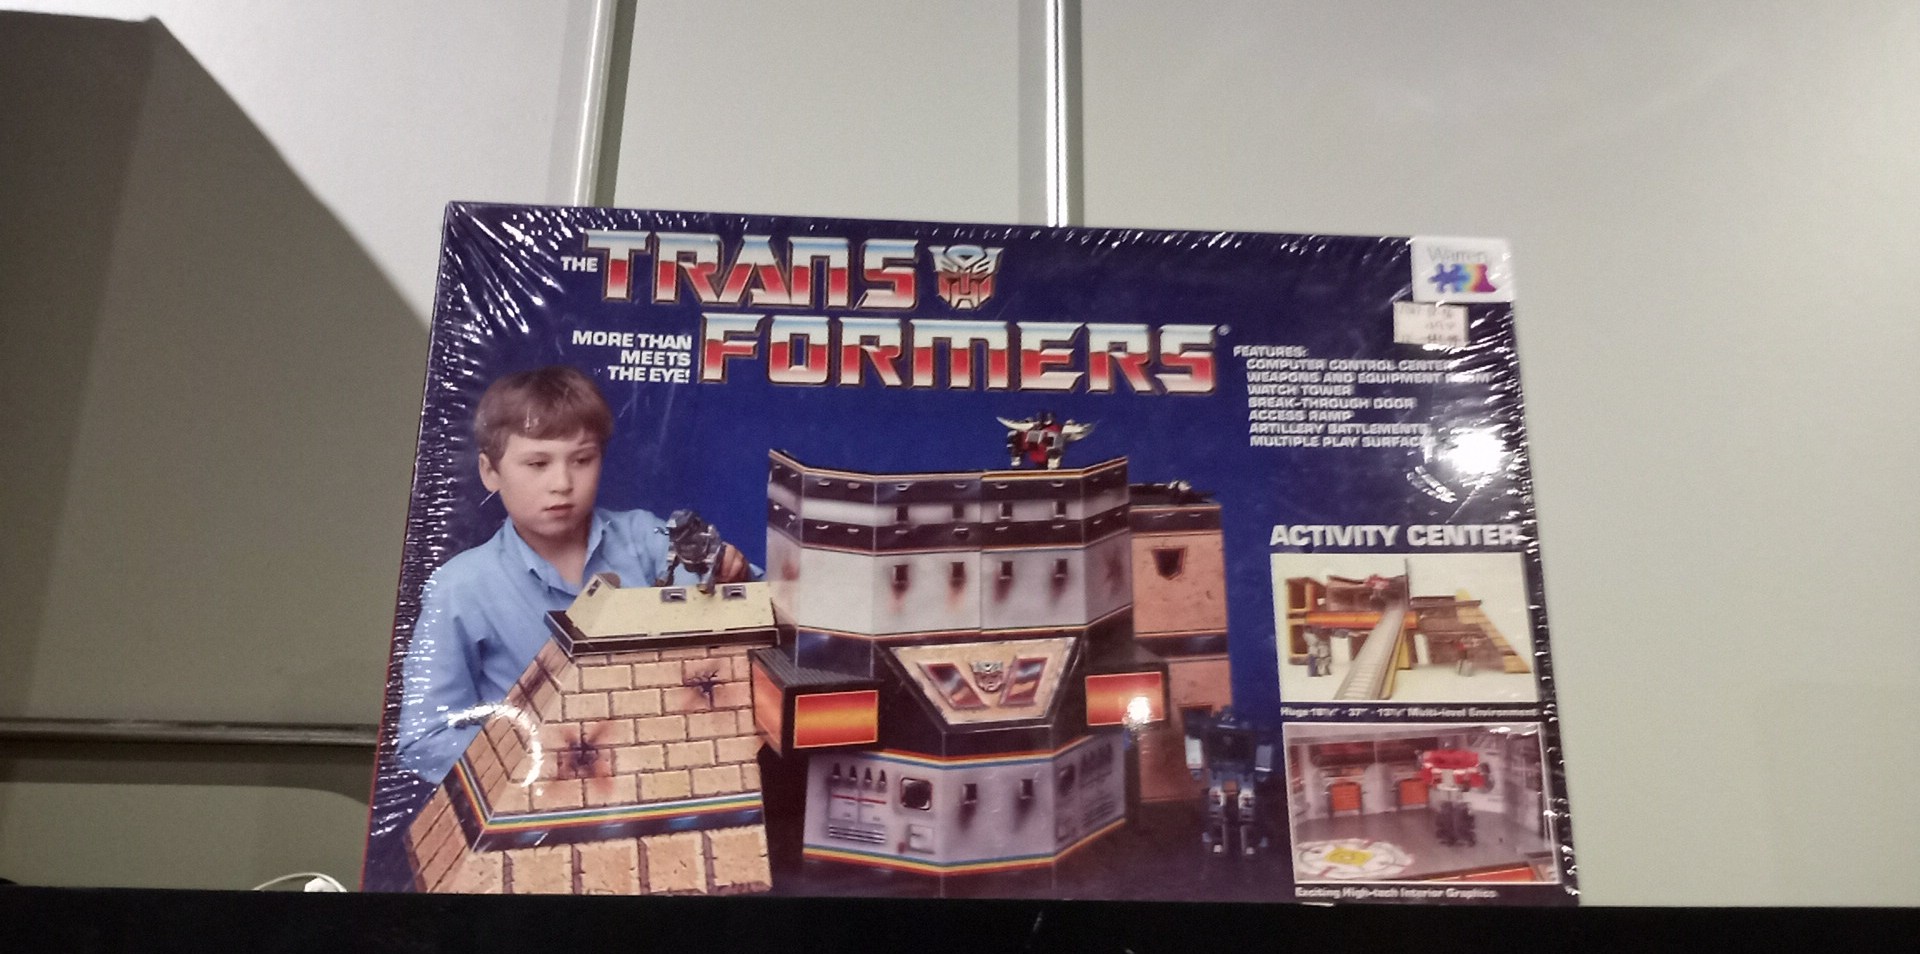 THE TRANS
FORMERS®
MORE THAN
MEETS
THE EYE!
Warren
FEATURES:
COMPUTER CONTROL CENTER
WEAPONS AND EQUIPMENT ROOM
WATCH TOWER
BREAK-THROUGH DOOR
ACCESS RAMP
ARTILLERY BATTLEMENTS
MULTIPLE PLAY SURFACES
ACTIVITY CENTER
Multi-level Environment
Exciting High-tech Interior Graphics